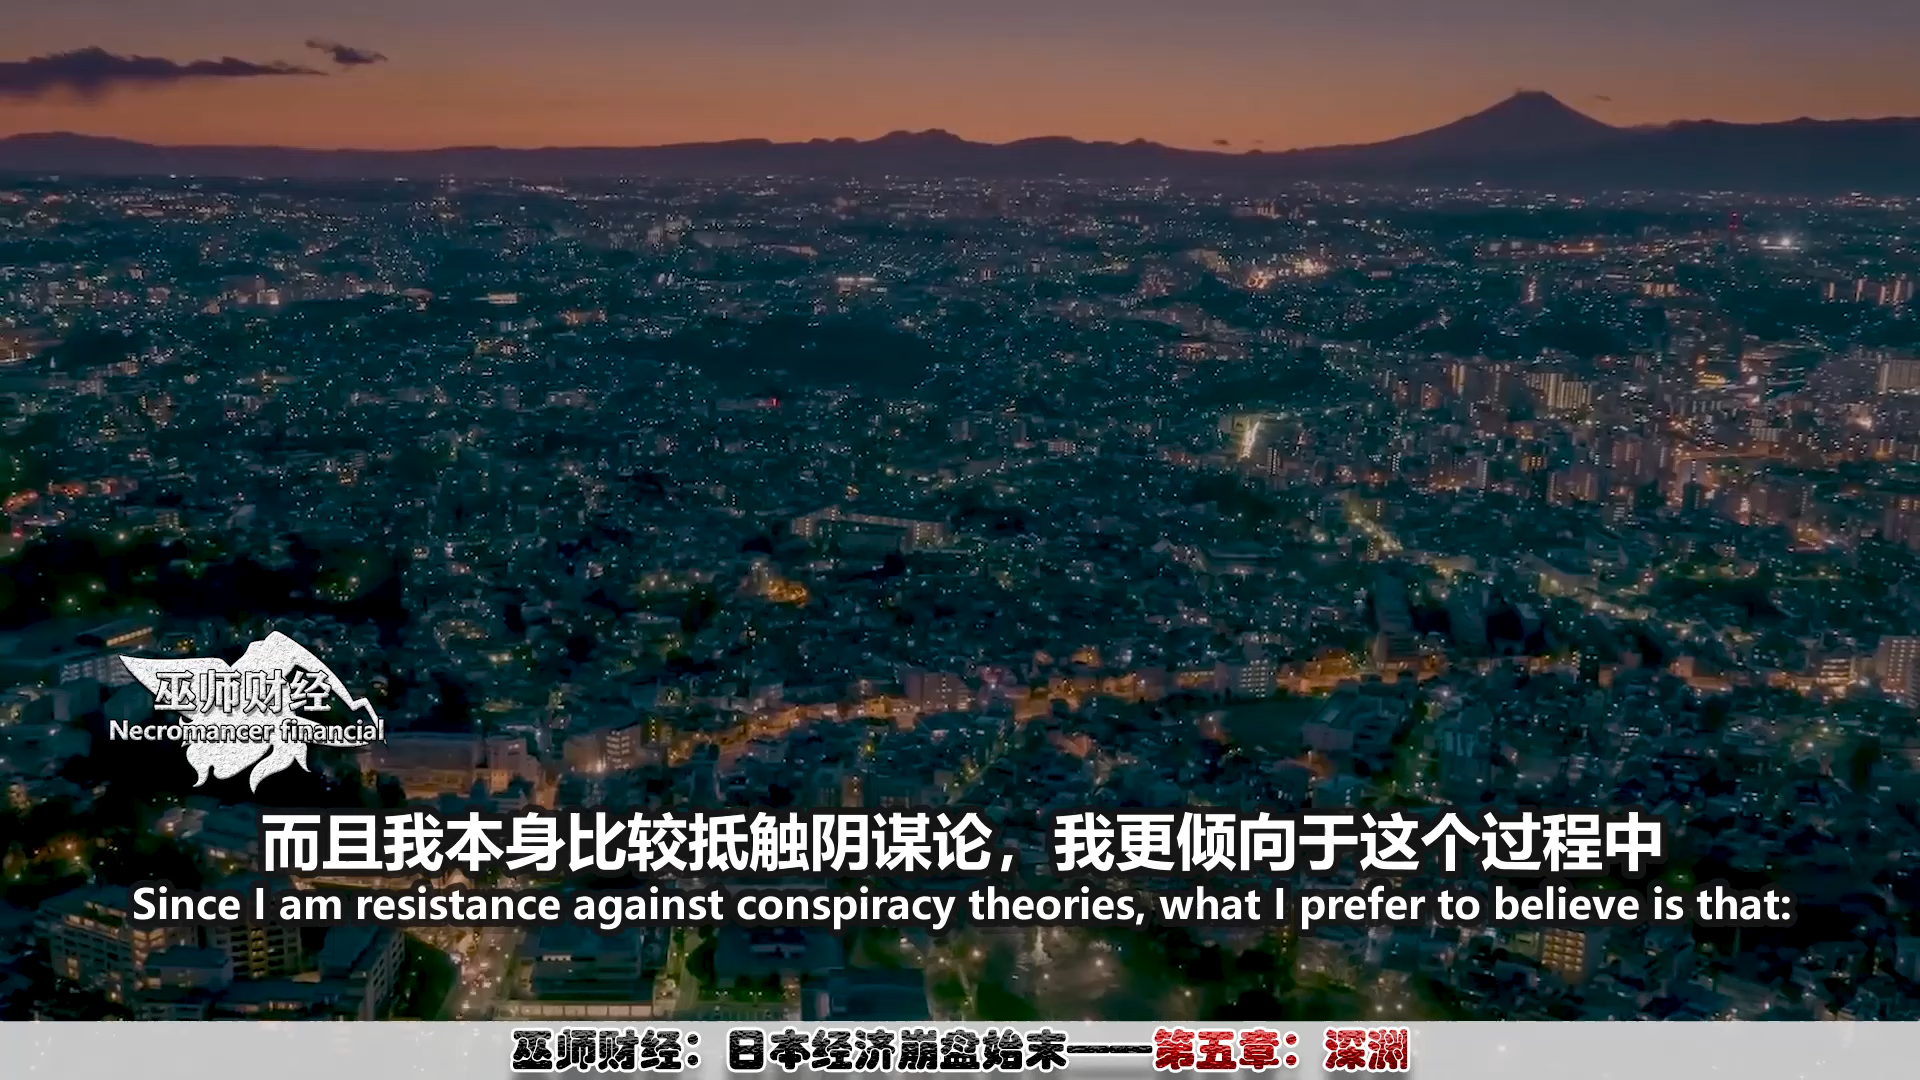 巫师财经
Necromancer financial
而且我本身比较抵触阴谋论，我更倾向于这个过程中
Since I am resistance against conspiracy theories, what I prefer to believe is that:
巫师财经：日本经济崩盘始末——第五章：深渊